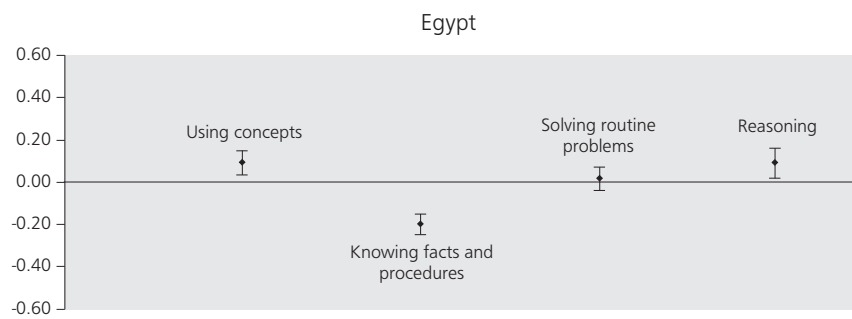 Egypt
0.60
0.40
0.20
0.00
-0.20
-0.40
-0.60
Using concepts
Knowing facts and
procedures
Solving routine
problems
Reasoning